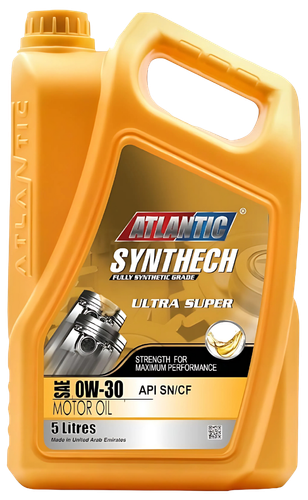 ATLANTIC
ATLANTIC®
SYNTHECH
FULLY SYNTHETIC GRADE
ULTRA SUPER
STRENGTH FOR
MAXIMUM PERFORMANCE
SAE 0W-30 API SN/CF
MOTOR OIL
5 Litres
Made in United Arab Emirates